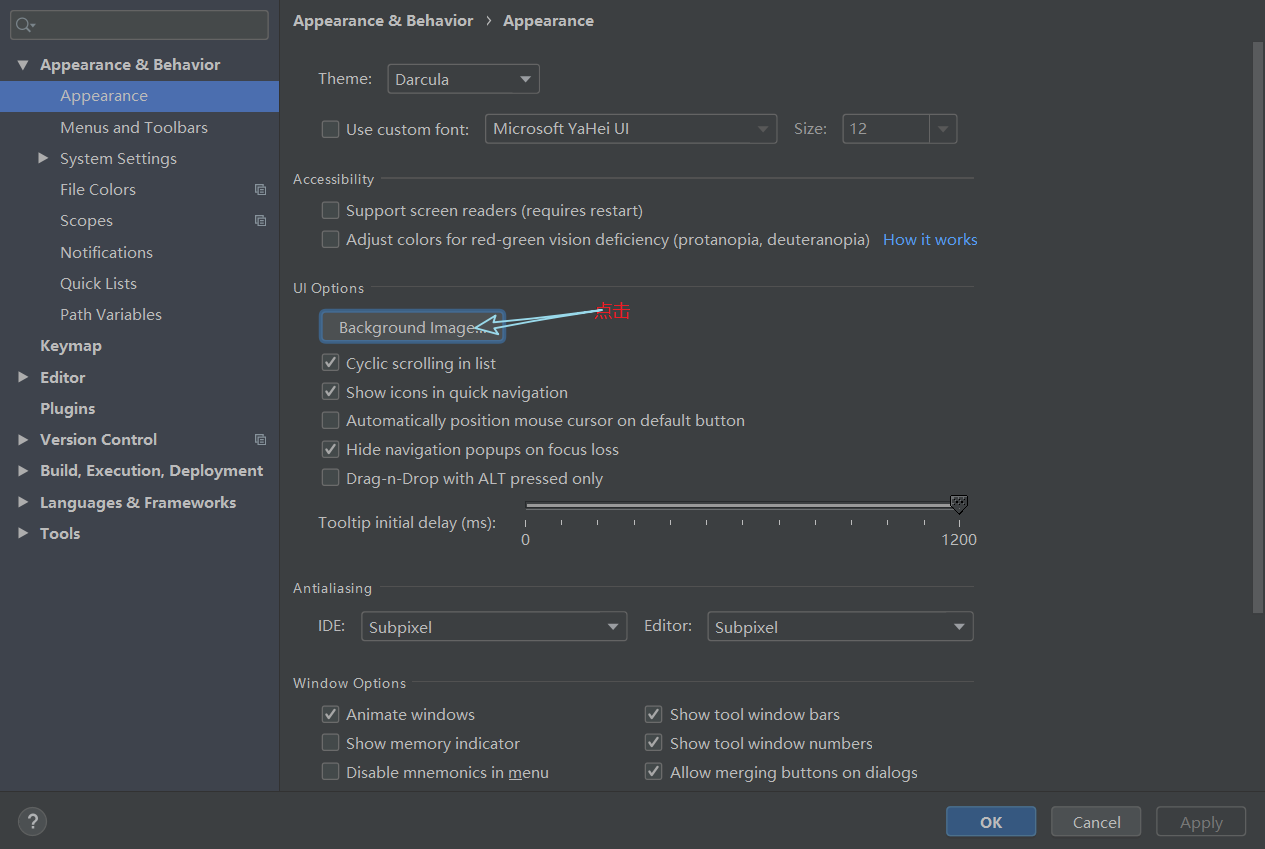 Appearance & Behavior
Appearance
Menus and Toolbars
System Settings
File Colors
Scopes
Notifications
Quick Lists
Path Variables
Keymap
Editor
Plugins
Version Control
Build, Execution, Deployment
Languages & Frameworks
Tools
Appearance & Behavior › Appearance
Theme: Darcula
Use custom font: Microsoft YaHei UI Size: 12
Accessibility
Support screen readers (requires restart)
Adjust colors for red-green vision deficiency (protanopia, deuteranopia) How it works
UI Options
点击
Background Image...
Cyclic scrolling in list
Show icons in quick navigation
Automatically position mouse cursor on default button
Hide navigation popups on focus loss
Drag-n-Drop with ALT pressed only
Tooltip initial delay (ms):
0 1200
Antialiasing
IDE: Subpixel Editor: Subpixel
Window Options
Animate windows Show tool window bars
Show memory indicator Show tool window numbers
Disable mnemonics in menu Allow merging buttons on dialogs
? OK Cancel Apply